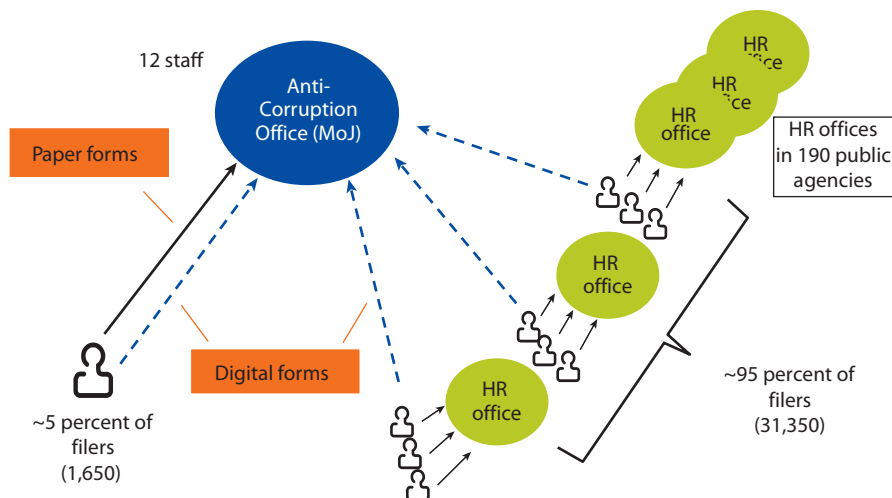 12 staff
Anti-
Corruption
Office (MoJ)
HR
office
HR
office
HR
office
HR offices
in 190 public
agencies
Paper forms
HR
office
Digital forms
HR
office
~5 percent of
filers
(1,650)
~95 percent of
filers
(31,350)